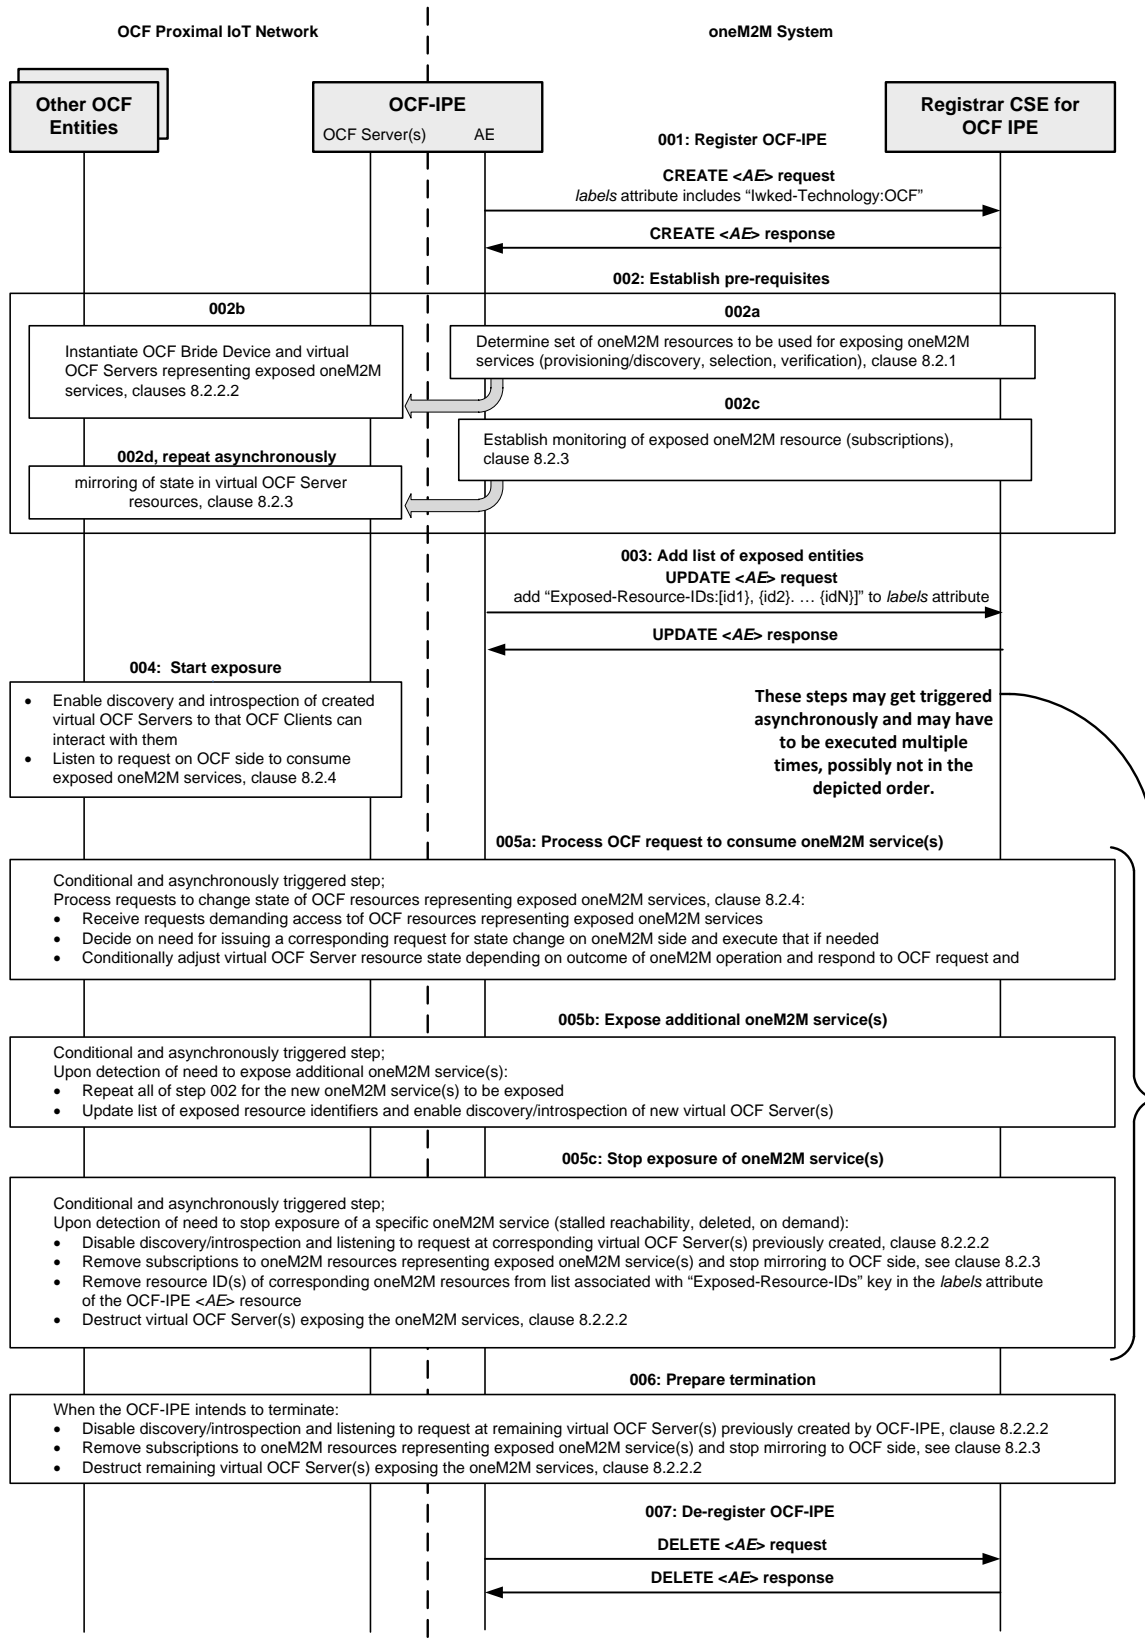 OCF Proximal IoT Network
oneM2M System
Other OCF
Entities
OCF-IPE
OCF Server(s)
AE
Registrar CSE for
OCF IPE
001: Register OCF-IPE
CREATE <AE> request
labels attribute includes “Iwked-Technology:OCF”
CREATE <AE> response
002: Establish pre-requisites
002b
002a
Instantiate OCF Bride Device and virtual
OCF Servers representing exposed oneM2M
services, clauses 8.2.2.2
Determine set of oneM2M resources to be used for exposing oneM2M
services (provisioning/discovery, selection, verification), clause 8.2.1
002c
Establish monitoring of exposed oneM2M resource (subscriptions),
clause 8.2.3
002d, repeat asynchronously
mirroring of state in virtual OCF Server
resources, clause 8.2.3
003: Add list of exposed entities
UPDATE <AE> request
add “Exposed-Resource-IDs:[id1}, {id2}. … {idN}]” to labels attribute
UPDATE <AE> response
004:  Start exposure
• Enable discovery and introspection of created
virtual OCF Servers to that OCF Clients can
interact with them
• Listen to request on OCF side to consume
exposed oneM2M services, clause 8.2.4
These steps may get triggered
asynchronously and may have
to be executed multiple
times, possibly not in the
depicted order.
005a: Process OCF request to consume oneM2M service(s)
Conditional and asynchronously triggered step;
Process requests to change state of OCF resources representing exposed oneM2M services, clause 8.2.4:
• Receive requests demanding access tof OCF resources representing exposed oneM2M services
• Decide on need for issuing a corresponding request for state change on oneM2M side and execute that if needed
• Conditionally adjust virtual OCF Server resource state depending on outcome of oneM2M operation and respond to OCF request and
005b: Expose additional oneM2M service(s)
Conditional and asynchronously triggered step;
Upon detection of need to expose additional oneM2M service(s):
• Repeat all of step 002 for the new oneM2M service(s) to be exposed
• Update list of exposed resource identifiers and enable discovery/introspection of new virtual OCF Server(s)
005c: Stop exposure of oneM2M service(s)
Conditional and asynchronously triggered step;
Upon detection of need to stop exposure of a specific oneM2M service (stalled reachability, deleted, on demand):
• Disable discovery/introspection and listening to request at corresponding virtual OCF Server(s) previously created, clause 8.2.2.2
• Remove subscriptions to oneM2M resources representing exposed oneM2M service(s) and stop mirroring to OCF side, see clause 8.2.3
• Remove resource ID(s) of corresponding oneM2M resources from list associated with “Exposed-Resource-IDs” key in the labels attribute
of the OCF-IPE <AE> resource
• Destruct virtual OCF Server(s) exposing the oneM2M services, clause 8.2.2.2
006: Prepare termination
When the OCF-IPE intends to terminate:
• Disable discovery/introspection and listening to request at remaining virtual OCF Server(s) previously created by OCF-IPE, clause 8.2.2.2
• Remove subscriptions to oneM2M resources representing exposed oneM2M service(s) and stop mirroring to OCF side, see clause 8.2.3
• Destruct remaining virtual OCF Server(s) exposing the oneM2M services, clause 8.2.2.2
007: De-register OCF-IPE
DELETE <AE> request
DELETE <AE> response